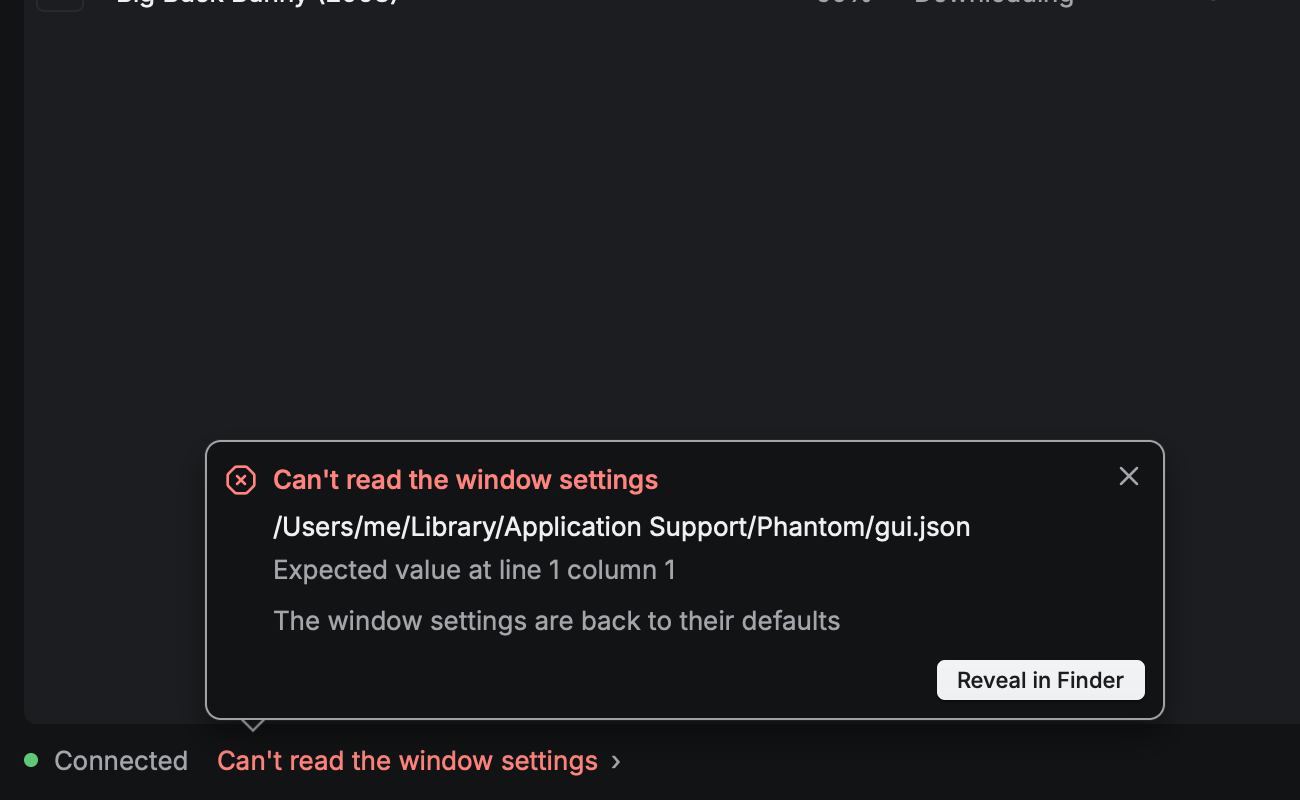 Can't read the window settings
/Users/me/Library/Application Support/Phantom/gui.json
Expected value at line 1 column 1
The window settings are back to their defaults
Reveal in Finder
Connected
Can't read the window settings ›